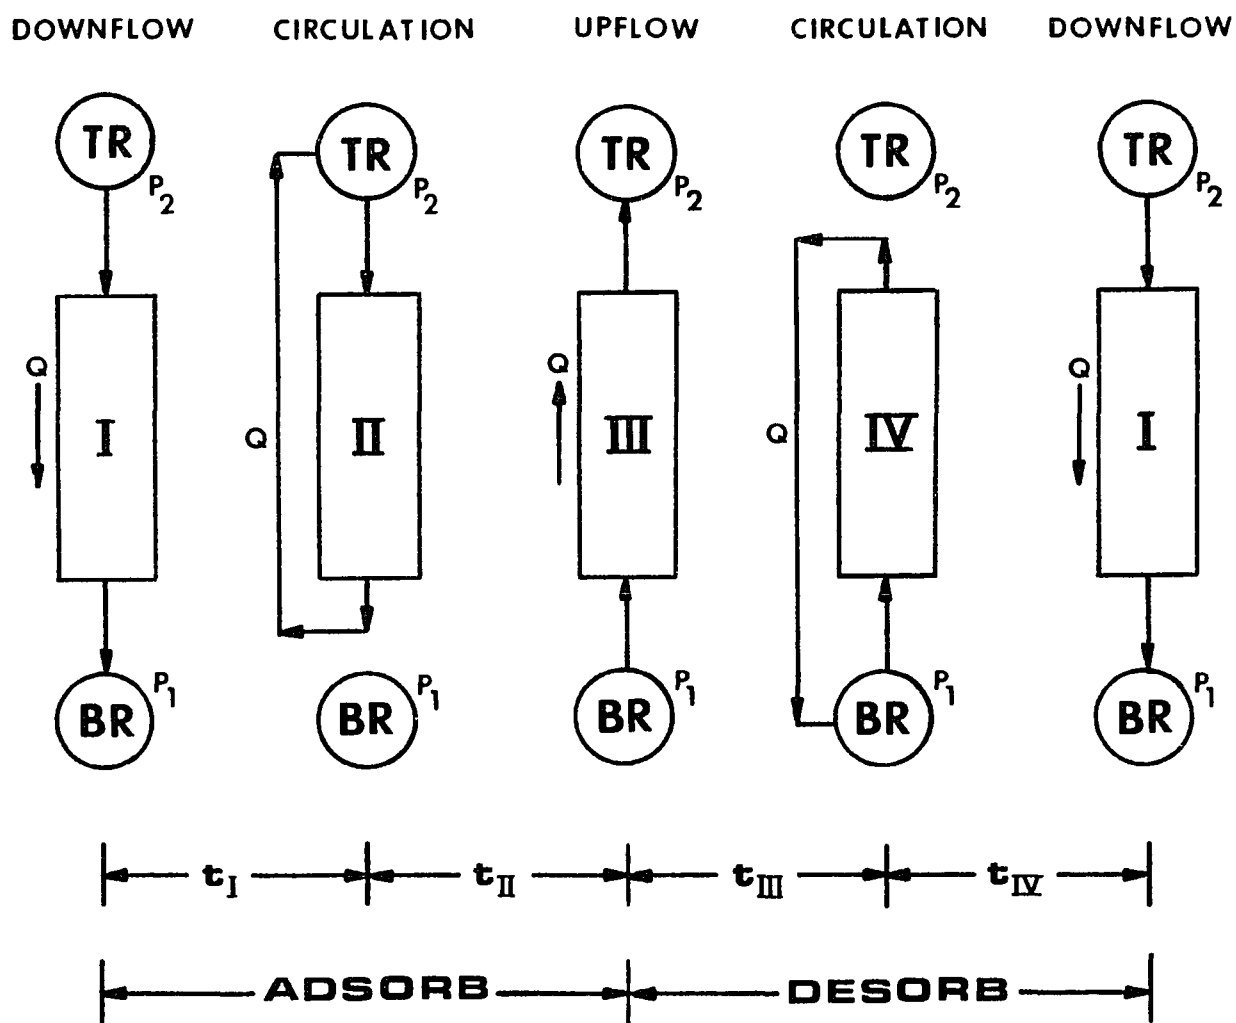 DOWNFLOW CIRCULATION UPFLOW CIRCULATION DOWNFLOW
TR TR TR TR TR
P2 P2 P2 P2 P2
Q Q Q Q Q
I II III IV I
BR BR BR BR BR
P1 P1 P1 P1 P1
tI tII tIII tIV
ADSORB DESORB